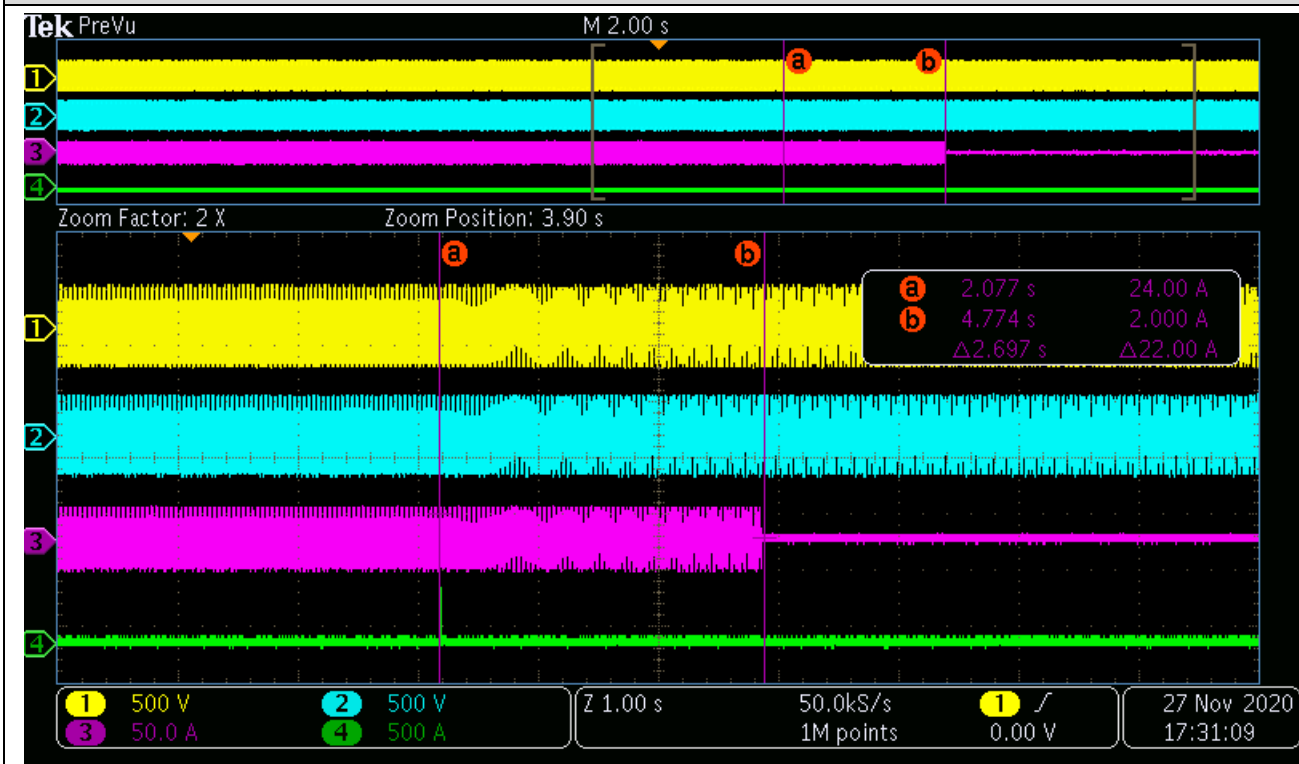 Tek PreVu M 2.00 s
1 a b
2
3
4
Zoom Factor: 2 X Zoom Position: 3.90 s
a b
a 2.077 s 24.00 A
b 4.774 s 2.000 A
△2.697 s △22.00 A
1
2
3
4
1 500 V 2 500 V Z 1.00 s 50.0kS/s 1 27 Nov 2020
3 50.0 A 4 500 A 1M points 0.00 V 17:31:09